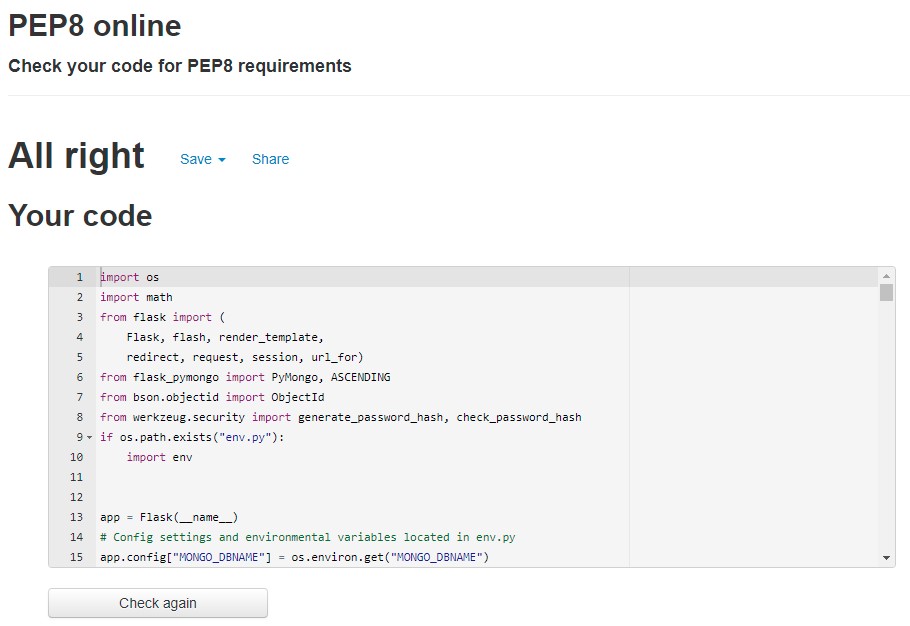 PEP8 online
Check your code for PEP8 requirements
All right Save Share
Your code
1 import os
2 import math
3 from flask import (
4     Flask, flash, render_template,
5     redirect, request, session, url_for)
6 from flask_pymongo import PyMongo, ASCENDING
7 from bson.objectid import ObjectId
8 from werkzeug.security import generate_password_hash, check_password_hash
9 if os.path.exists("env.py"):
10     import env
11
12
13 app = Flask(__name__)
14 # Config settings and environmental variables located in env.py
15 app.config["MONGO_DBNAME"] = os.environ.get("MONGO_DBNAME")
Check again